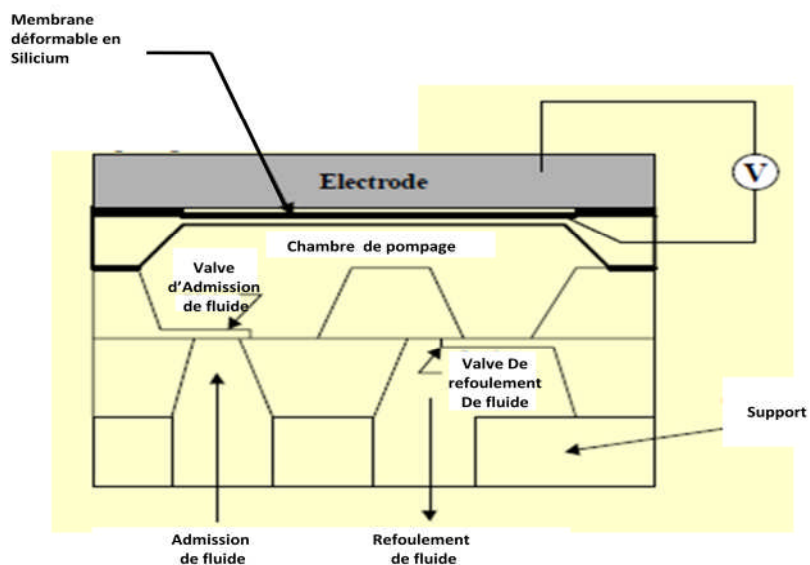 Membrane
déformable en
Silicium
Electrode
V
Chambre de pompage
Valve
d'Admission
de fluide
Valve De
refoulement
De fluide
Support
Admission
de fluide
Refoulement
de fluide